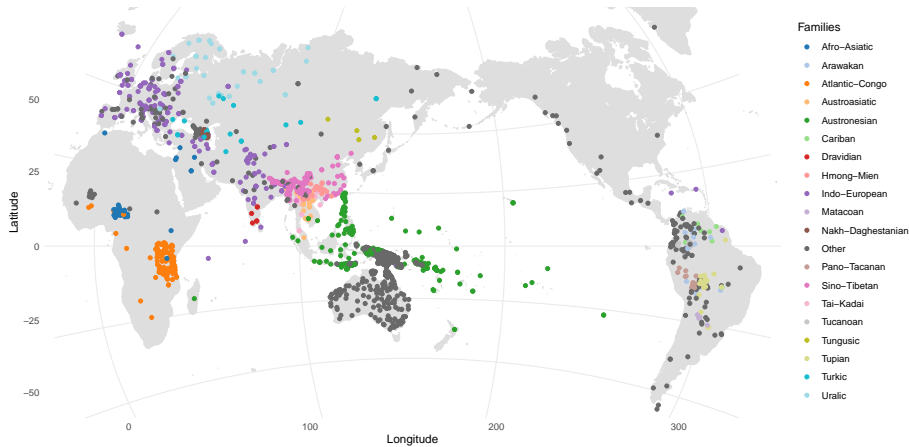 Families
Afro−Asiatic
Arawakan
Atlantic−Congo
Austroasiatic
Austronesian
Cariban
Dravidian
Hmong−Mien
Indo−European
Matacoan
Nakh−Daghestanian
Other
Pano−Tacanan
Sino−Tibetan
Tai−Kadai
Tucanoan
Tungusic
Tupian
Turkic
Uralic
Latitude
50
25
0
−25
−50
0
100
200
300
Longitude